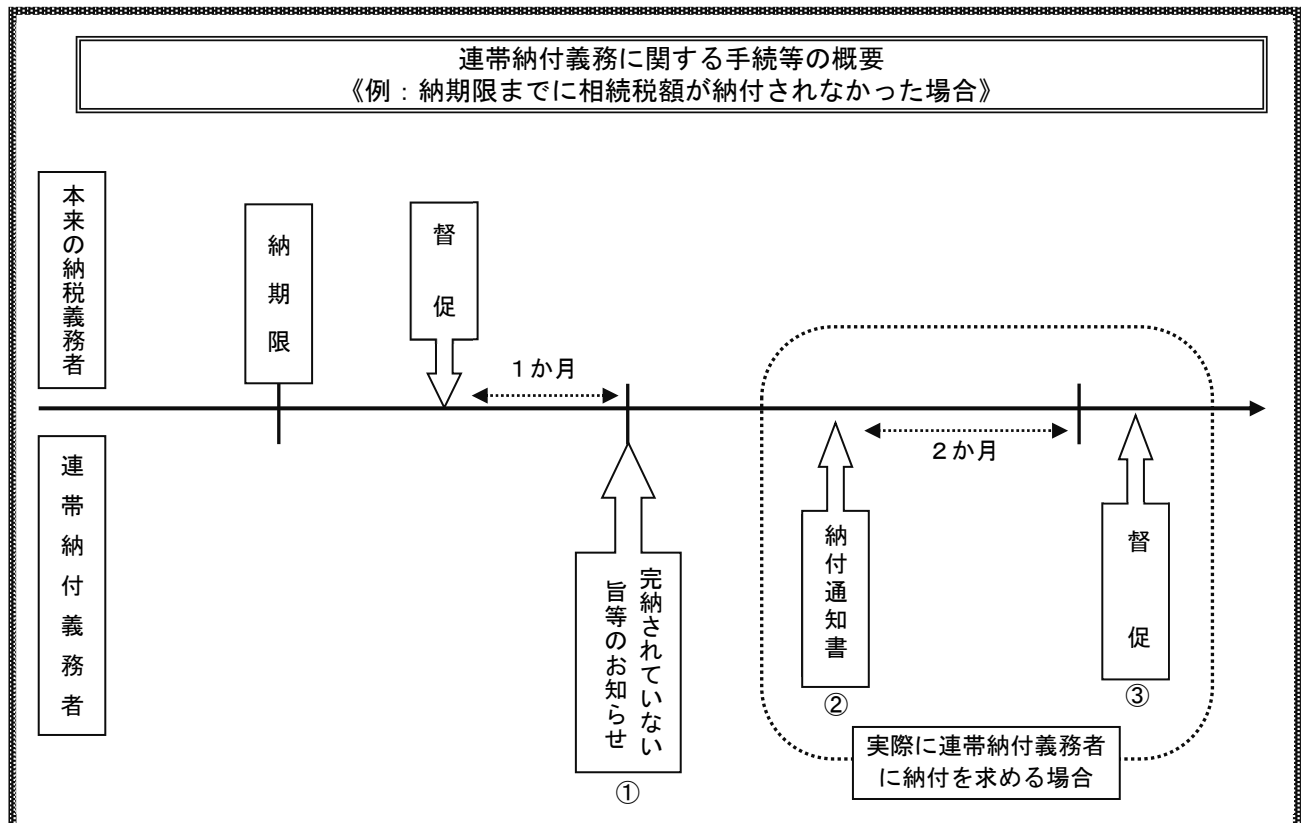 連帯納付義務に関する手続等の概要
《例：納期限までに相続税額が納付されなかった場合》
本来の納税義務者
納期限
督促
１か月
２か月
連帯納付義務者
完納されていない
旨等のお知らせ
①
納付通知書
②
督促
③
実際に連帯納付義務者
に納付を求める場合